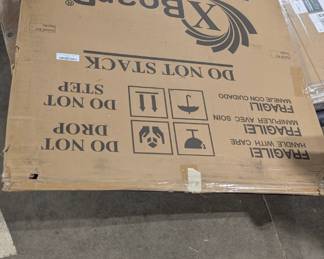 XBoard®
DO NOT STACK
DO NOT
STEP
DO NOT
DROP
FRAGILE!
MANEJE CON CUIDADO
FRAGILE!
MANIPULER AVEC SOIN
FRAGILE!
HANDLE WITH CARE